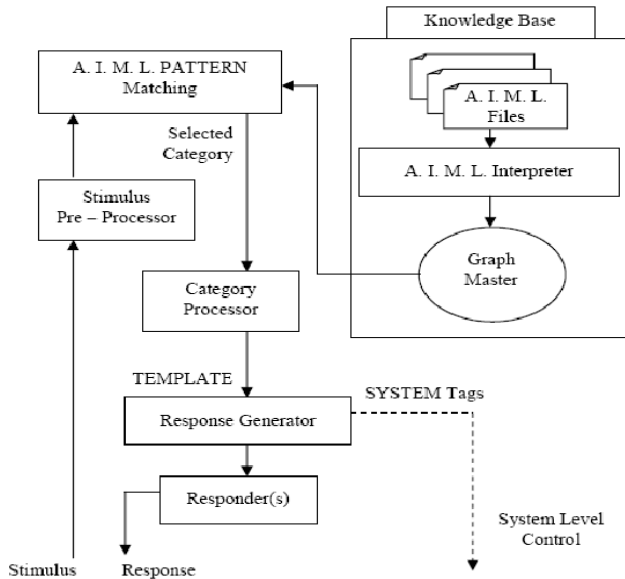 Knowledge Base
A. I. M. L. PATTERN
Matching
A. I. M. L.
Files
Selected
Category
A. I. M. L. Interpreter
Stimulus
Pre – Processor
Graph
Master
Category
Processor
TEMPLATE
SYSTEM Tags
Response Generator
Responder(s)
System Level
Control
Stimulus
Response